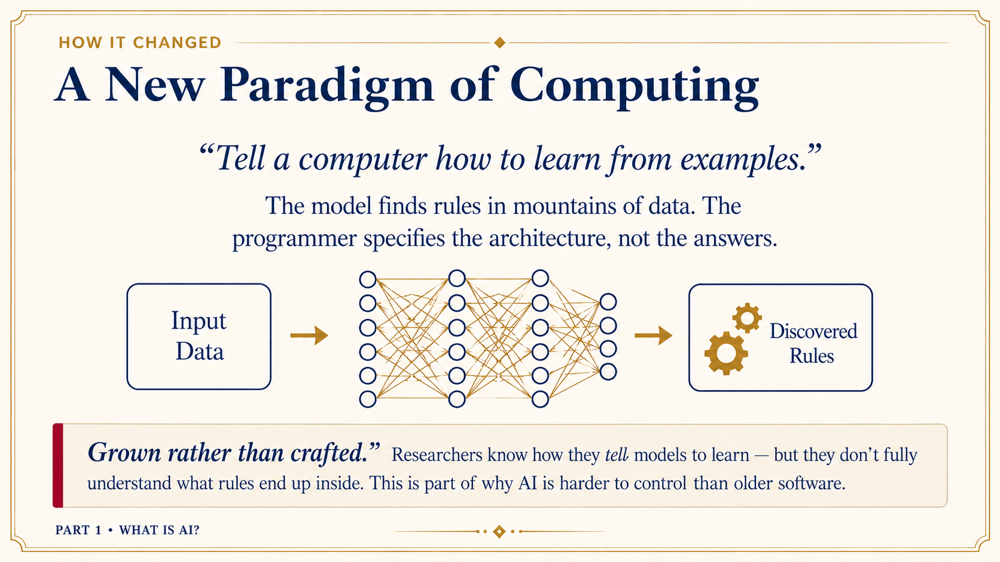 HOW IT CHANGED
A New Paradigm of Computing
“Tell a computer how to learn from examples.”
The model finds rules in mountains of data. The
programmer specifies the architecture, not the answers.
Input
Data
Discovered
Rules
Grown rather than crafted.” Researchers know how they tell models to learn — but they don’t fully
understand what rules end up inside. This is part of why AI is harder to control than older software.
PART 1 • WHAT IS AI?